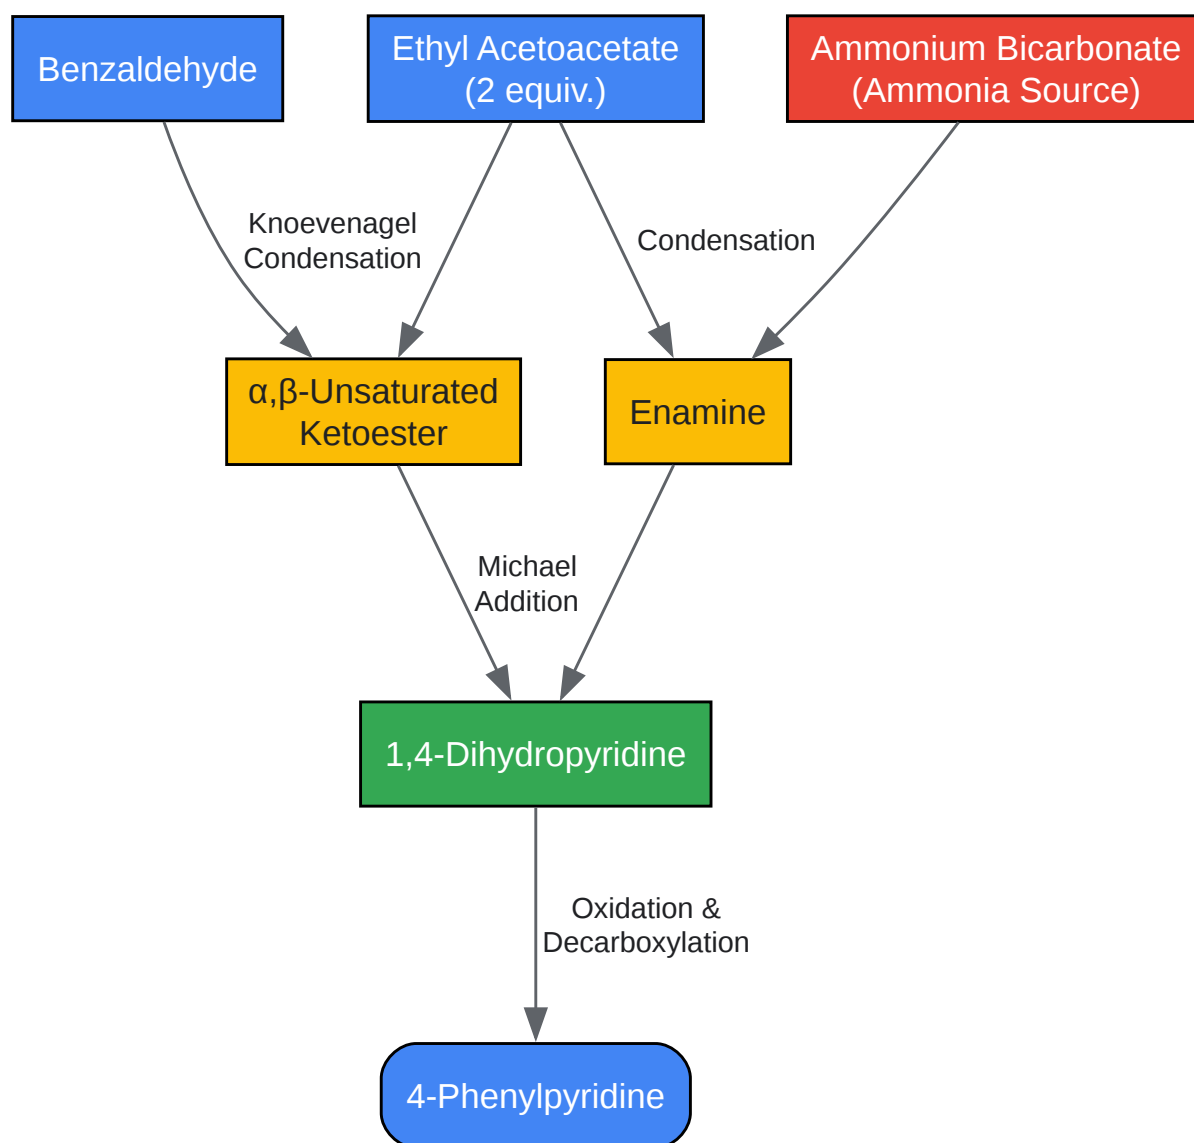 Benzaldehyde
Ethyl Acetoacetate
(2 equiv.)
Ammonium Bicarbonate
(Ammonia Source)
Knoevenagel
Condensation
Condensation
α,β-Unsaturated
Ketoester
Enamine
Michael
Addition
1,4-Dihydropyridine
Oxidation &
Decarboxylation
4-Phenylpyridine